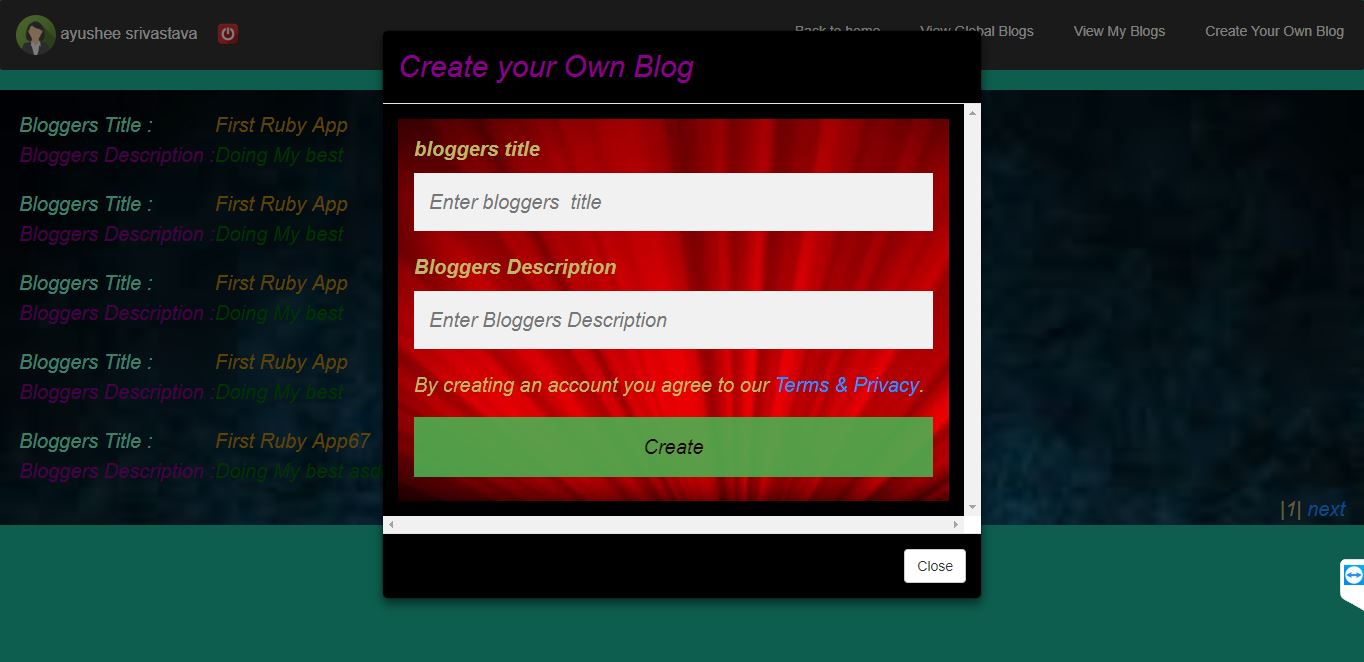 ayushee srivastava
Back to home View Global Blogs View My Blogs Create Your Own Blog
Create your Own Blog
Bloggers Title : First Ruby App
Bloggers Description :Doing My best
Bloggers Title : First Ruby App
Bloggers Description :Doing My best
Bloggers Title : First Ruby App
Bloggers Description :Doing My best
Bloggers Title : First Ruby App
Bloggers Description :Doing My best
Bloggers Title : First Ruby App67
Bloggers Description :Doing My best asd
|1| next
bloggers title
Enter bloggers title
Bloggers Description
Enter Bloggers Description
By creating an account you agree to our Terms & Privacy.
Create
Close